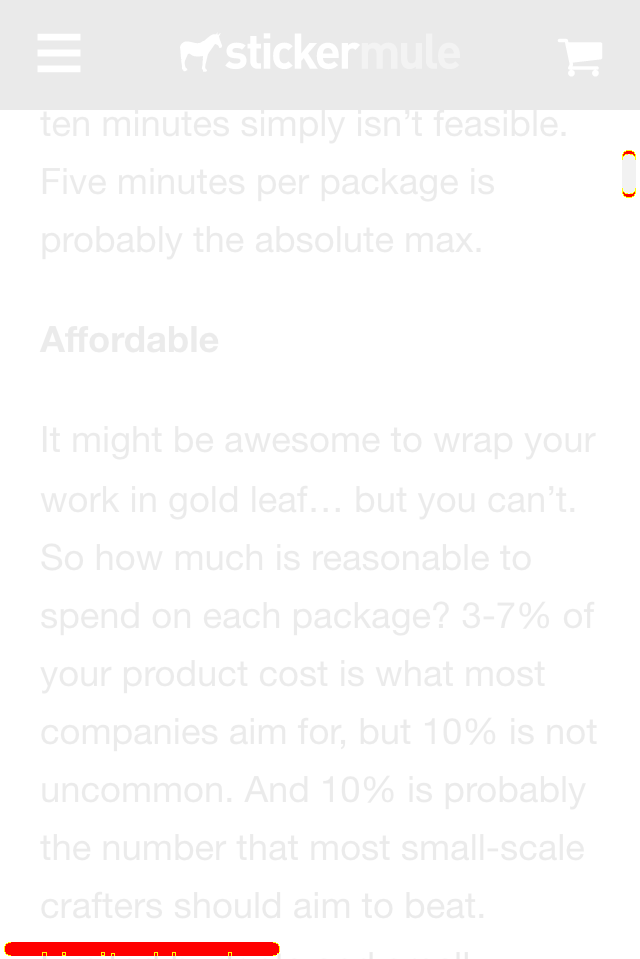 stickermule
ten minutes simply isn’t feasible.
Five minutes per package is
probably the absolute max.
Affordable
It might be awesome to wrap your
work in gold leaf… but you can’t.
So how much is reasonable to
spend on each package? 3-7% of
your product cost is what most
companies aim for, but 10% is not
uncommon. And 10% is probably
the number that most small-scale
crafters should aim to beat.